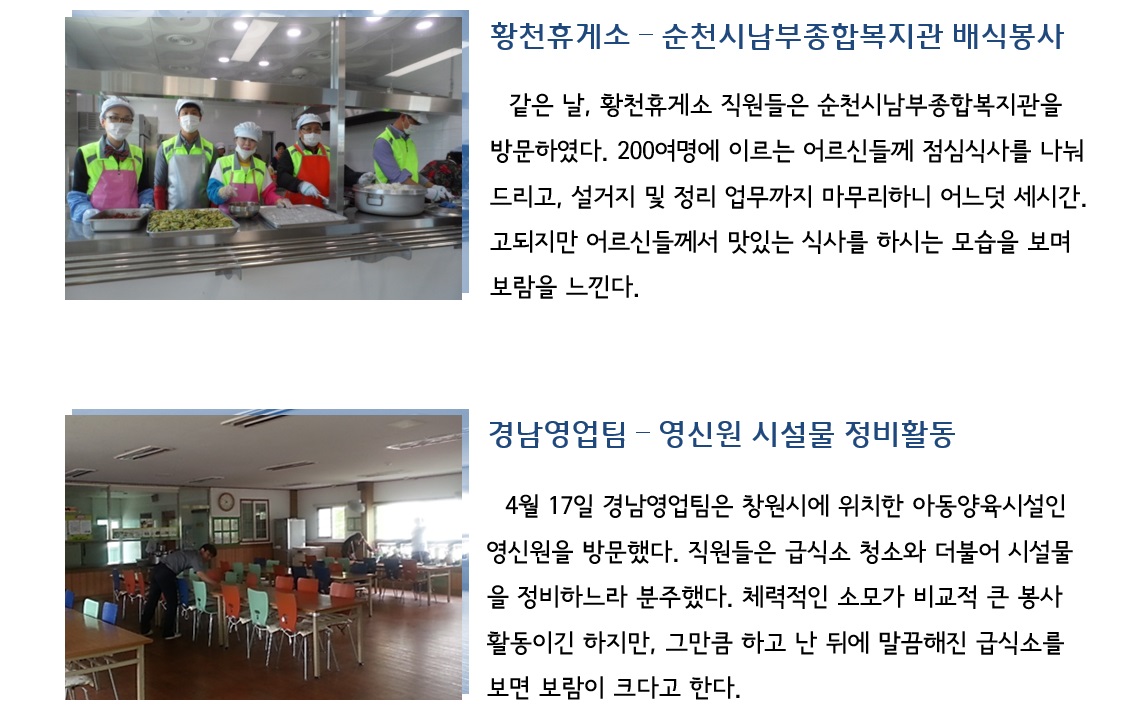 황천휴게소 – 순천시남부종합복지관 배식봉사
같은 날, 황천휴게소 직원들은 순천시남부종합복지관을
방문하였다. 200여명에 이르는 어르신들께 점심식사를 나눠
드리고, 설거지 및 정리 업무까지 마무리하니 어느덧 세시간.
고되지만 어르신들께서 맛있는 식사를 하시는 모습을 보며
보람을 느낀다.
경남영업팀 – 영신원 시설물 정비활동
4월 17일 경남영업팀은 창원시에 위치한 아동양육시설인
영신원을 방문했다. 직원들은 급식소 청소와 더불어 시설물
을 정비하느라 분주했다. 체력적인 소모가 비교적 큰 봉사
활동이긴 하지만, 그만큼 하고 난 뒤에 말끔해진 급식소를
보면 보람이 크다고 한다.